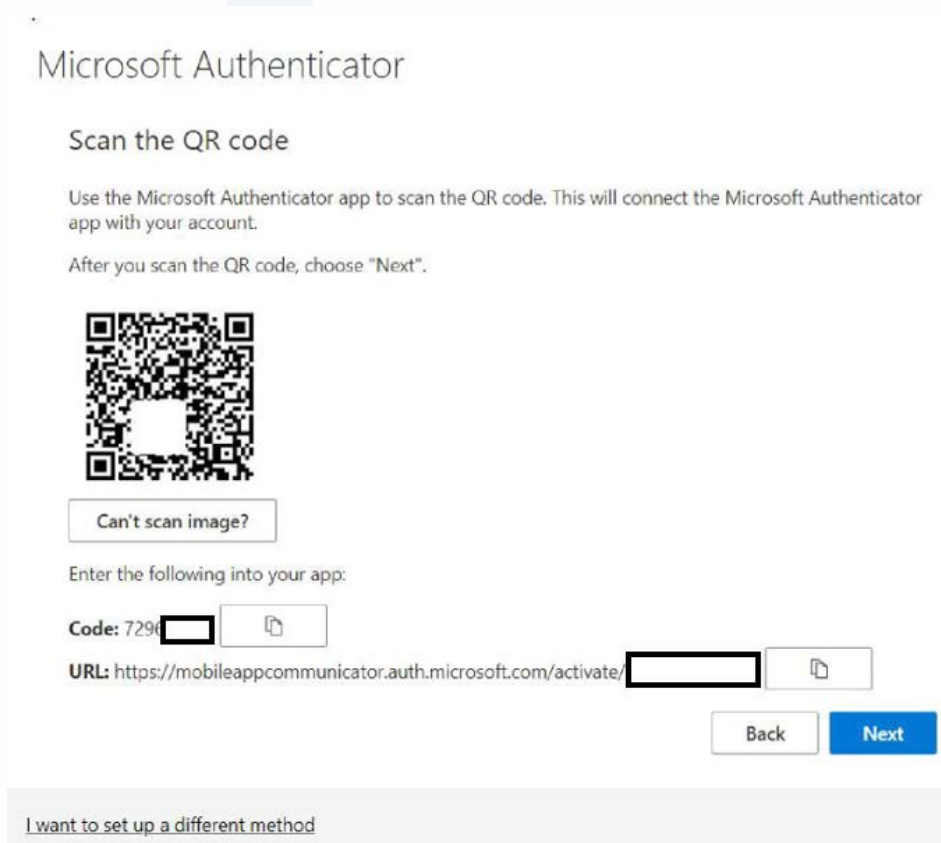 Microsoft Authenticator
Scan the QR code
Use the Microsoft Authenticator app to scan the QR code. This will connect the Microsoft Authenticator
app with your account.
After you scan the QR code, choose "Next".
Can't scan image?
Enter the following into your app:
Code: 7296
URL: https://mobileappcommunicator.auth.microsoft.com/activate/
Back
Next
I want to set up a different method